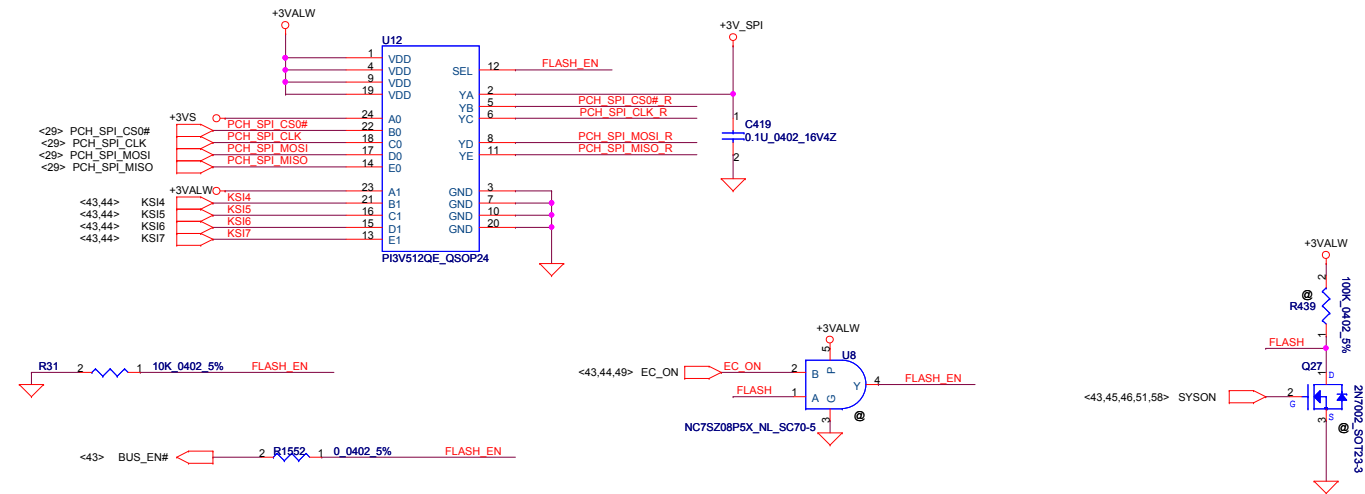 +3VALW
U12
1 VDD
4 VDD
9 VDD
19 VDD
SEL 12 FLASH_EN
YA 2
YB 5 PCH_SPI_CS0#_R
YC 6 PCH_SPI_CLK_R
YD 8 PCH_SPI_MOSI_R
YE 11 PCH_SPI_MISO_R
+3VS 24 A0
<29> PCH_SPI_CS0# PCH_SPI_CS0# 22 B0
<29> PCH_SPI_CLK PCH_SPI_CLK 18 C0
<29> PCH_SPI_MOSI PCH_SPI_MOSI 17 D0
<29> PCH_SPI_MISO PCH_SPI_MISO 14 E0
+3VALW 23 A1
<43,44> KSI4 KSI4 21 B1
<43,44> KSI5 KSI5 16 C1
<43,44> KSI6 KSI6 15 D1
<43,44> KSI7 KSI7 13 E1
GND 3
GND 7
GND 10
GND 20
PI3V512QE_QSOP24
+3V_SPI
1
C419
0.1U_0402_16V4Z
2
R31 2 1 10K_0402_5% FLASH_EN
<43> BUS_EN# 2 R1552 1 0_0402_5% FLASH_EN
+3VALW
U8
5
<43,44,49> EC_ON EC_ON 2 B P
FLASH 1 A G
Y 4 FLASH_EN
3
@
NC7SZ08P5X_NL_SC70-5
+3VALW
2
@
R439
100K_0402_5%
1
FLASH
Q27
1 D
<43,45,46,51,58> SYSON 2 G
3 S
@
2N7002_SOT23-3